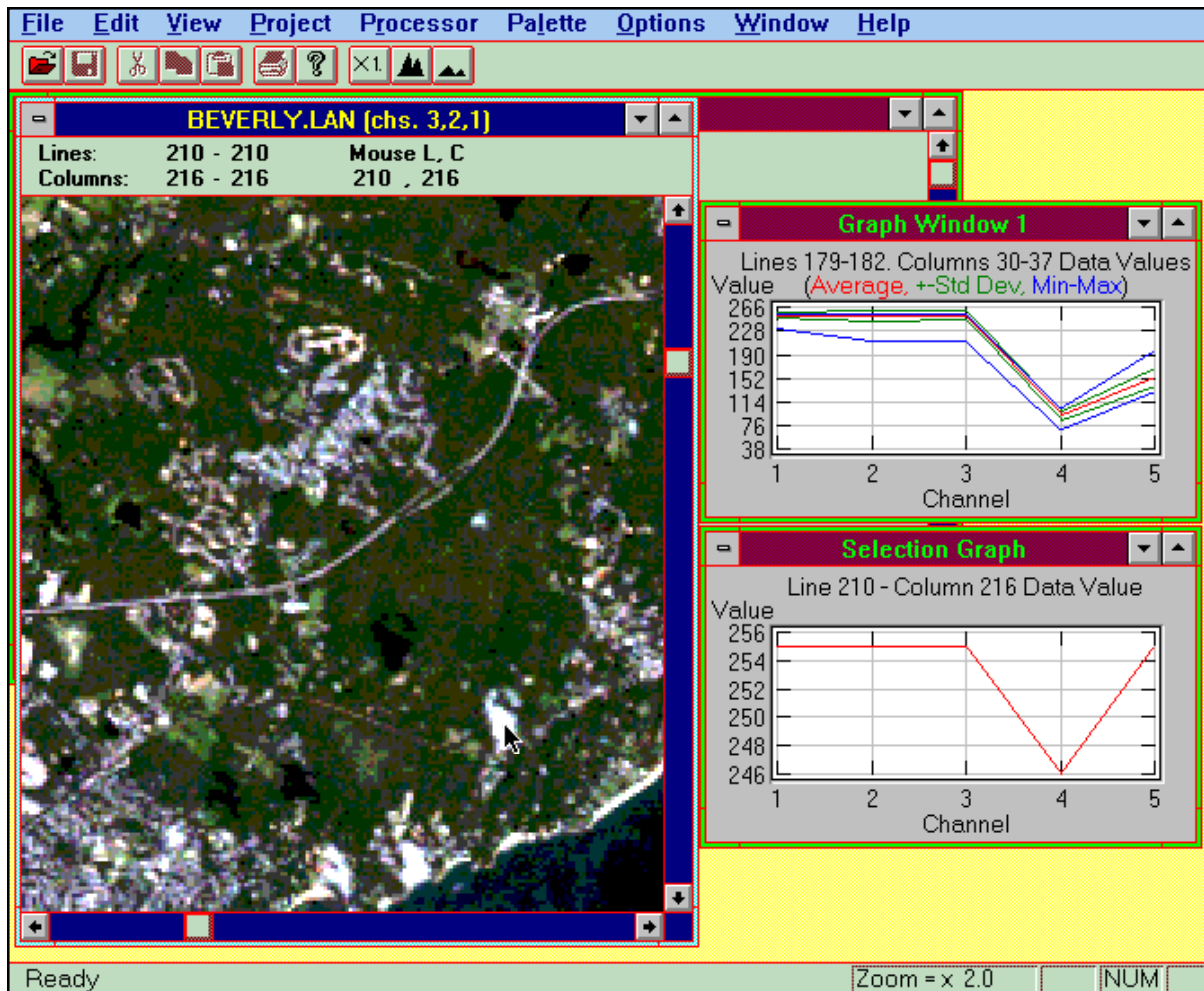 File Edit View Project Processor Palette Options Window Help
X1.
BEVERLY.LAN (chs. 3,2,1)
Lines: 210 - 210 Mouse L, C
Columns: 216 - 216 210 , 216
Graph Window 1
Lines 179-182. Columns 30-37 Data Values
Value (Average, +-Std Dev, Min-Max)
266
228
190
152
114
76
38
1 2 3 4 5
Channel
Selection Graph
Line 210 - Column 216 Data Value
Value
256
254
252
250
248
246
1 2 3 4 5
Channel
Ready Zoom = x 2.0 NUM